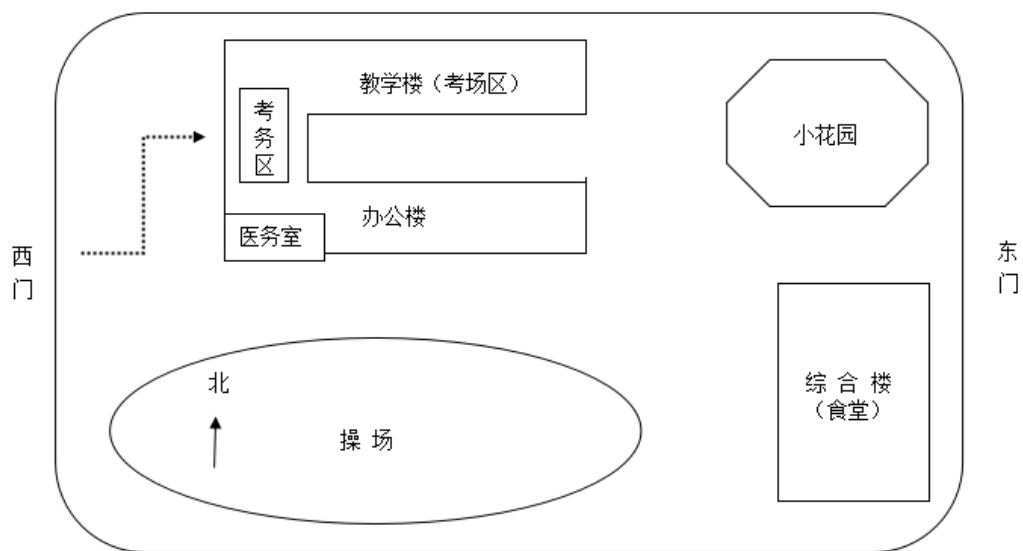 教学楼（考场区）
考
务
区
小花园
办公楼
医务室
西
门
东
门
北
操 场
综 合 楼
（食堂）